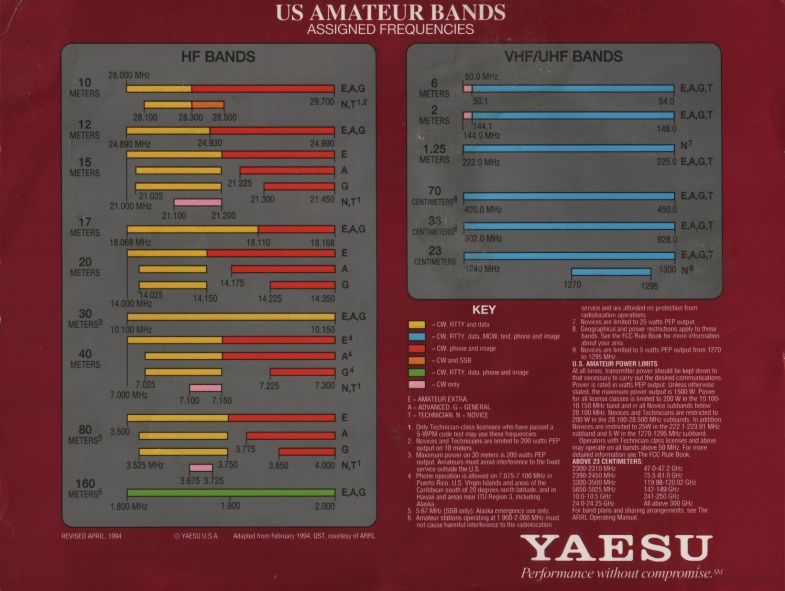 US AMATEUR BANDS
ASSIGNED FREQUENCIES
HF BANDS
28.000 MHz
10
METERS
E,A,G
29.700
N,T1,2
28.100 28.300 28.500
12
METERS
E,A,G
24.890 MHz 24.930 24.990
15
METERS
E
A
21.225
G
21.025 21.300 21.450
21.000 MHz
N,T1
21.100 21.200
17
METERS
E,A,G
18.068 MHz 18.110 18.168
20
METERS
E
A
14.175
G
14.025 14.150 14.225 14.350
14.000 MHz
30
METERS3
E,A,G
10.100 MHz 10.150
40
METERS
E4
A4
G4
7.025 7.225 7.300
7.000 MHz
N,T1
7.100 7.150
80
METERS5
E
3.500
A
3.775
G
3.525 MHz 3.750 3.850 4.000
N,T1
3.675 3.725
160
METERS6
E,A,G
1.800 MHz 1.900 2.000
REVISED APRIL, 1994 © YAESU U.S.A. Adapted from February 1994, QST, courtesy of ARRL
VHF/UHF BANDS
50.0 MHz
6
METERS
E,A,G,T
50.1 54.0
2
METERS
E,A,G,T
144.1 148.0
144.0 MHz
1.25
METERS
N7
222.0 MHz 225.0 E,A,G,T
70
CENTIMETERS8
E,A,G,T
420.0 MHz 450.0
33
CENTIMETERS8
E,A,G,T
902.0 MHz 928.0
23
CENTIMETERS
E,A,G,T
1240 MHz 1300
N9
1270 1295
KEY
= CW, RTTY and data
= CW, RTTY, data, MCW, test, phone and image
= CW, phone and image
= CW and SSB
= CW, RTTY, data, phone and image
= CW only
E = AMATEUR EXTRA
A = ADVANCED G = GENERAL
T = TECHNICIAN N = NOVICE
1. Only Technician-class licensees who have passed a
5-WPM code test may use these frequencies.
2. Novices and Technicians are limited to 200 watts PEP
output on 10 meters.
3. Maximum power on 30 meters is 200 watts PEP
output. Amateurs must avoid interference to the fixed
service outside the U.S.
4. Phone operation is allowed on 7.075-7.100 MHz in
Puerto Rico, U.S. Virgin Islands and areas of the
Caribbean south of 20 degrees north latitude; and in
Hawaii and areas near ITU Region 3, including
Alaska.
5. 5.67 MHz (SSB only): Alaska emergency use only.
6. Amateur stations operating at 1.900-2.000 MHz must
not cause harmful interference to the radiolocation
service and are afforded no protection from
radiolocation operations.
7. Novices are limited to 25 watts PEP output.
8. Geographical and power restrictions apply to these
bands. See the FCC Rule Book for more information
about your area.
9. Novices are limited to 5 watts PEP output from 1270
to 1295 MHz
U.S. AMATEUR POWER LIMITS
At all times, transmitter power should be kept down to
that necessary to carry out the desired communications.
Power is rated in watts PEP output. Unless otherwise
stated, the maximum power output is 1500 W. Power
for all license classes is limited to 200 W in the 10.100-
10.150 MHz band and in all Novice subbands below
28.100 MHz. Novices and Technicians are restricted to
200 W in the 28.100-28.500 MHz subbands. In addition,
Novices are restricted to 25W in the 222.1-223.91 MHz
subband and 5 W in the 1270-1295 MHz subband.
Operators with Technician class licenses and above
may operate on all bands above 50 MHz. For more
detailed information see The FCC Rule Book.
ABOVE 23 CENTIMETERS:
2300-2310 MHz 47.0-47.2 GHz
2390-2450 MHz 75.5-81.0 GHz
3300-3500 MHz 119.98-120.02 GHz
5650-5925 MHz 142-149 GHz
10.0-10.5 GHz 241-250 GHz
24.0-24.25 GHz All above 300 GHz
For band plans and sharing arrangements, see The
ARRL Operating Manual.
YAESU
Performance without compromise.SM